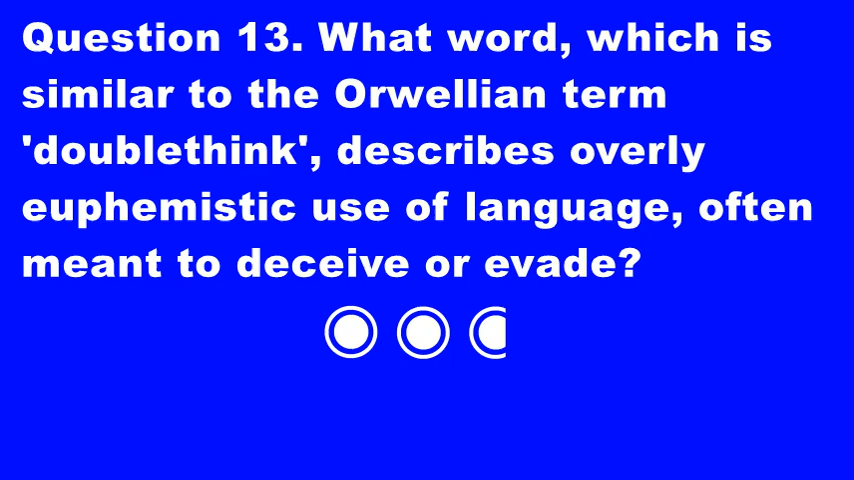 Question 13. What word, which is
similar to the Orwellian term
'doublethink', describes overly
euphemistic use of language, often
meant to deceive or evade?